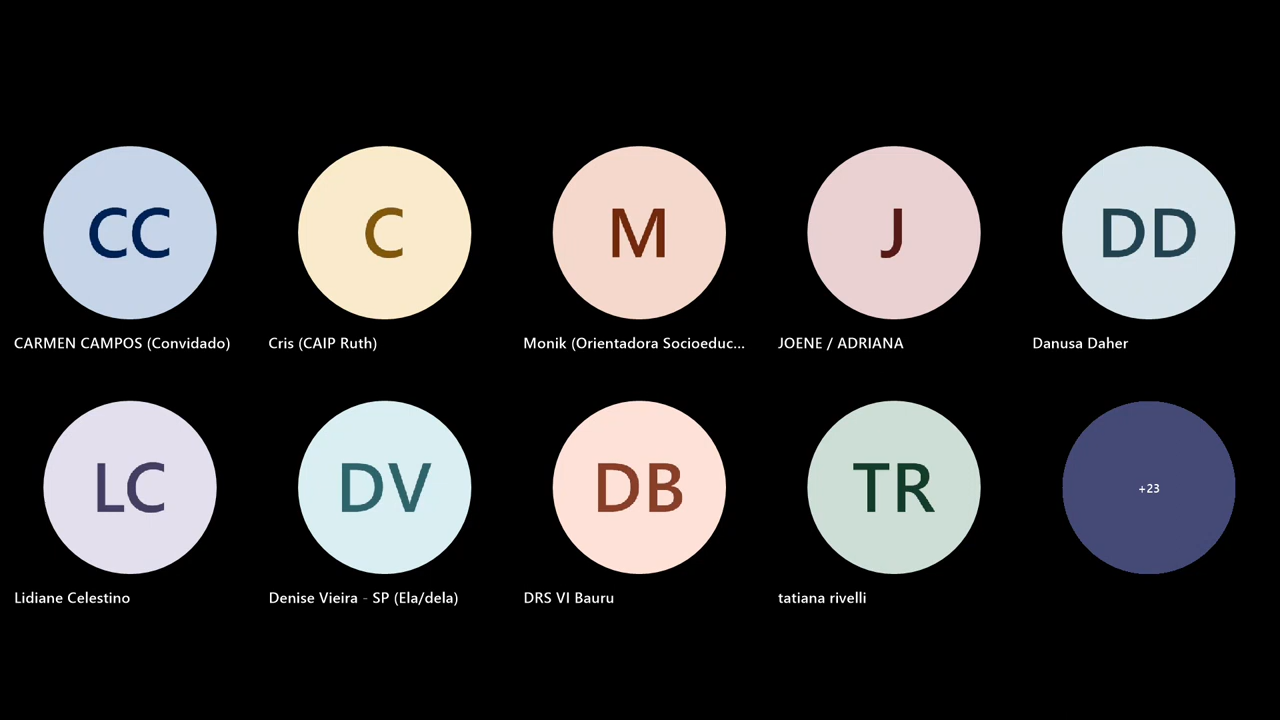 CC
C
M
J
DD
CARMEN CAMPOS (Convidado)
Cris (CAIP Ruth)
Monik (Orientadora Socioeduc...
JOENE / ADRIANA
Danusa Daher
LC
DV
DB
TR
+23
Lidiane Celestino
Denise Vieira - SP (Ela/dela)
DRS VI Bauru
tatiana rivelli